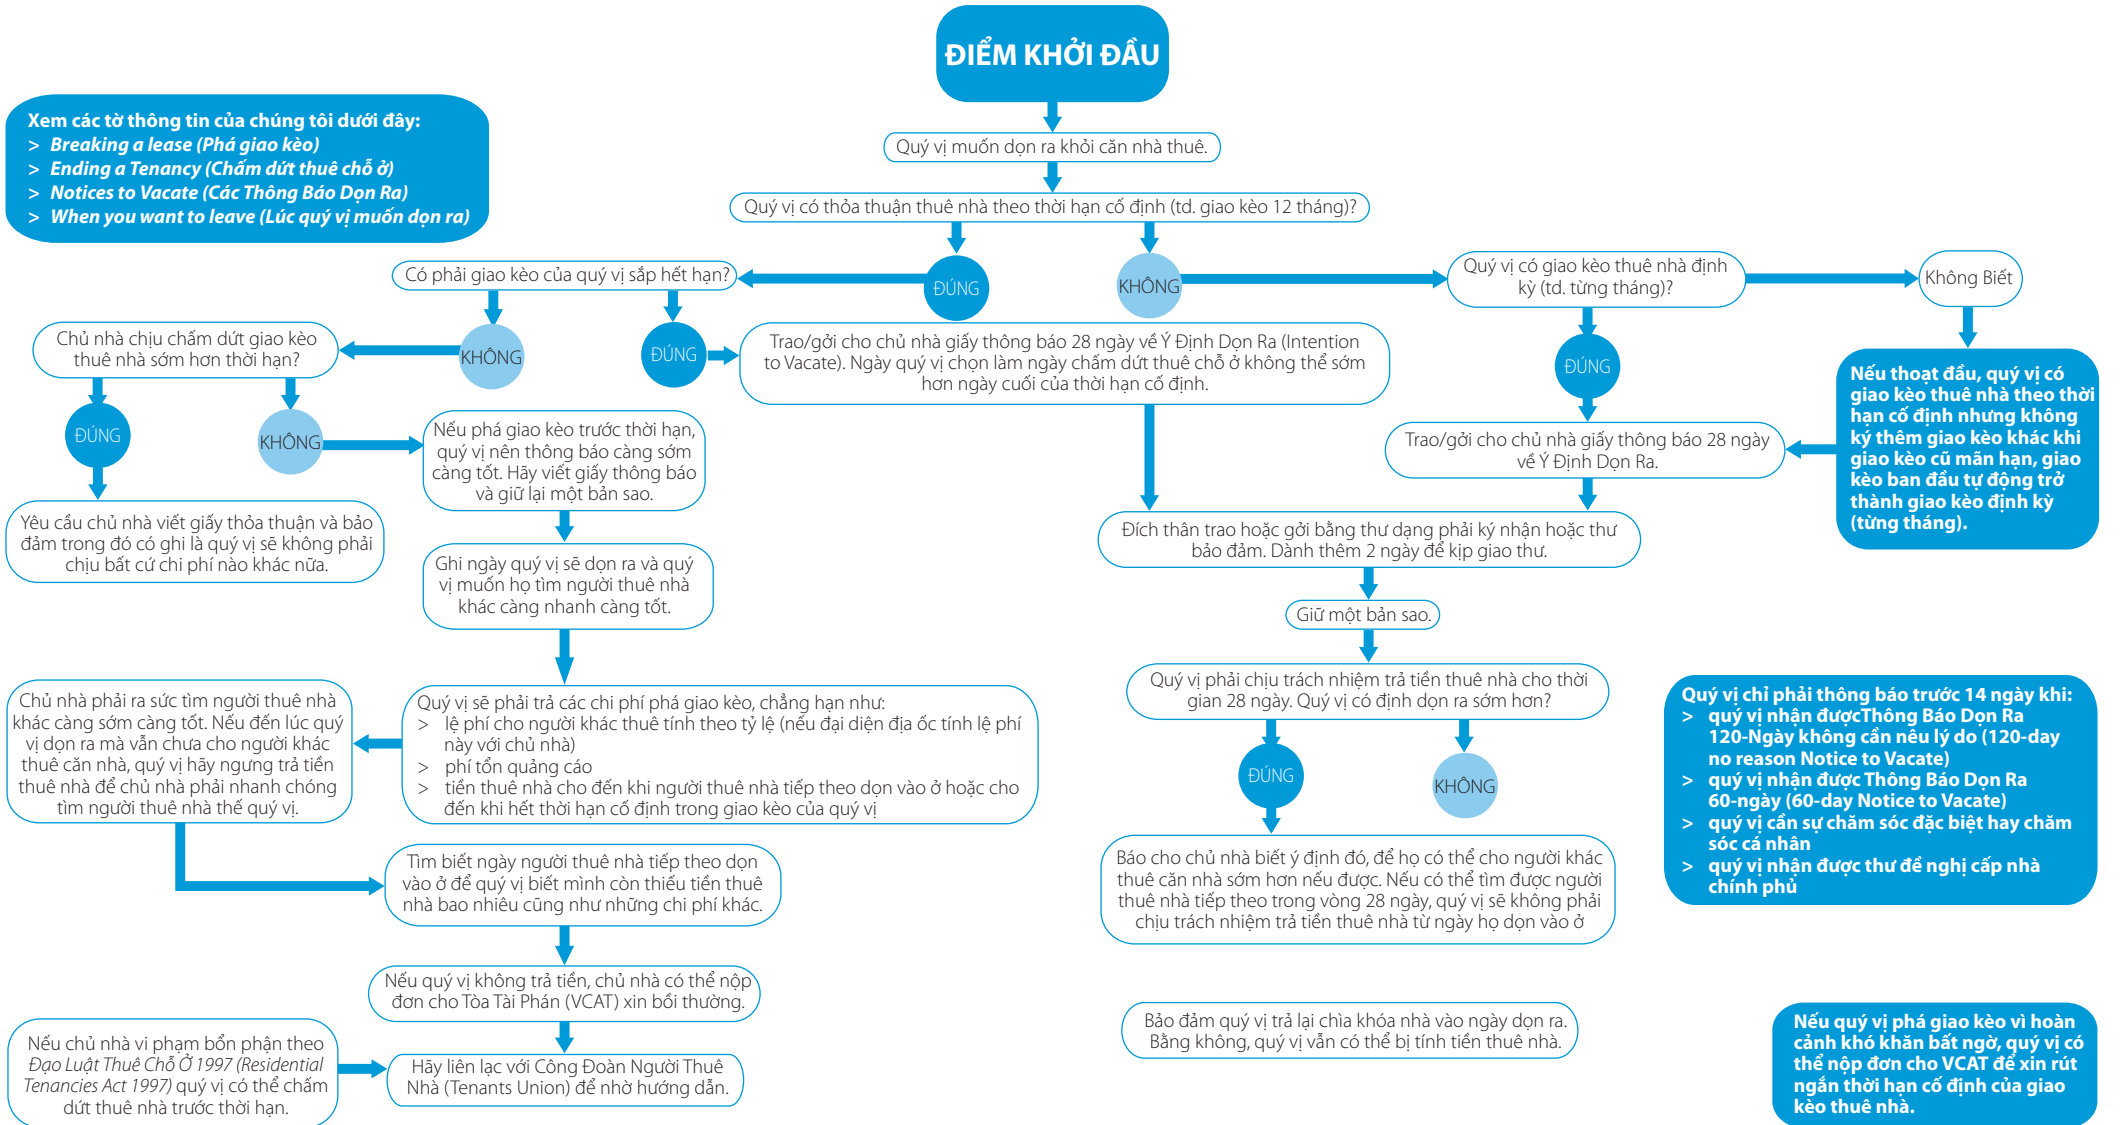 ĐIỂM KHỞI ĐẦU
Xem các tờ thông tin của chúng tôi dưới đây:
> Breaking a lease (Phá giao kèo)
> Ending a Tenancy (Chấm dứt thuê chỗ ở)
> Notices to Vacate (Các Thông Báo Dọn Ra)
> When you want to leave (Lúc quý vị muốn dọn ra)
Quý vị muốn dọn ra khỏi căn nhà thuê.
Quý vị có thỏa thuận thuê nhà theo thời hạn cố định (td. giao kèo 12 tháng)?
Có phải giao kèo của quý vị sắp hết hạn?
ĐÚNG
KHÔNG
Quý vị có giao kèo thuê nhà định
kỳ (td. từng tháng)?
Không Biết
Chủ nhà chịu chấm dứt giao kèo
thuê nhà sớm hơn thời hạn?
KHÔNG
ĐÚNG
Trao/gởi cho chủ nhà giấy thông báo 28 ngày về Ý Định Dọn Ra (Intention
to Vacate). Ngày quý vị chọn làm ngày chấm dứt thuê chỗ ở không thể sớm
hơn ngày cuối của thời hạn cố định.
ĐÚNG
Nếu thoạt đầu, quý vị có
giao kèo thuê nhà theo thời
hạn cố định nhưng không
ký thêm giao kèo khác khi
giao kèo cũ mãn hạn, giao
kèo ban đầu tự động trở
thành giao kèo định kỳ
(từng tháng).
ĐÚNG
KHÔNG
Nếu phá giao kèo trước thời hạn,
quý vị nên thông báo càng sớm
càng tốt. Hãy viết giấy thông báo
và giữ lại một bản sao.
Trao/gởi cho chủ nhà giấy thông báo 28 ngày
về Ý Định Dọn Ra.
Yêu cầu chủ nhà viết giấy thỏa thuận và bảo
đảm trong đó có ghi là quý vị sẽ không phải
chịu bất cứ chi phí nào khác nữa.
Đích thân trao hoặc gởi bằng thư dạng phải ký nhận hoặc thư
bảo đảm. Dành thêm 2 ngày để kịp giao thư.
Ghi ngày quý vị sẽ dọn ra và quý
vị muốn họ tìm người thuê nhà
khác càng nhanh càng tốt.
Giữ một bản sao.
Chủ nhà phải ra sức tìm người thuê nhà
khác càng sớm càng tốt. Nếu đến lúc quý
vị dọn ra mà vẫn chưa cho người khác
thuê căn nhà, quý vị hãy ngưng trả tiền
thuê nhà để chủ nhà phải nhanh chóng
tìm người thuê nhà thế quý vị.
Quý vị sẽ phải trả các chi phí phá giao kèo, chẳng hạn như:
> lệ phí cho người khác thuê tính theo tỷ lệ (nếu đại diện địa ốc tính lệ phí
này với chủ nhà)
> phí tổn quảng cáo
> tiền thuê nhà cho đến khi người thuê nhà tiếp theo dọn vào ở hoặc cho
đến khi hết thời hạn cố định trong giao kèo của quý vị
Quý vị phải chịu trách nhiệm trả tiền thuê nhà cho thời
gian 28 ngày. Quý vị có định dọn ra sớm hơn?
ĐÚNG
KHÔNG
Quý vị chỉ phải thông báo trước 14 ngày khi:
> quý vị nhận đượcThông Báo Dọn Ra
120-Ngày không cần nêu lý do (120-day
no reason Notice to Vacate)
> quý vị nhận được Thông Báo Dọn Ra
60-ngày (60-day Notice to Vacate)
> quý vị cần sự chăm sóc đặc biệt hay chăm
sóc cá nhân
> quý vị nhận được thư đề nghị cấp nhà
chính phủ
Tìm biết ngày người thuê nhà tiếp theo dọn
vào ở để quý vị biết mình còn thiếu tiền thuê
nhà bao nhiêu cũng như những chi phí khác.
Báo cho chủ nhà biết ý định đó, để họ có thể cho người khác
thuê căn nhà sớm hơn nếu được. Nếu có thể tìm được người
thuê nhà tiếp theo trong vòng 28 ngày, quý vị sẽ không phải
chịu trách nhiệm trả tiền thuê nhà từ ngày họ dọn vào ở
Nếu quý vị không trả tiền, chủ nhà có thể nộp
đơn cho Tòa Tài Phán (VCAT) xin bồi thường.
Nếu chủ nhà vi phạm bổn phận theo
Đạo Luật Thuê Chỗ Ở 1997 (Residential
Tenancies Act 1997) quý vị có thể chấm
dứt thuê nhà trước thời hạn.
Hãy liên lạc với Công Đoàn Người Thuê
Nhà (Tenants Union) để nhờ hướng dẫn.
Bảo đảm quý vị trả lại chìa khóa nhà vào ngày dọn ra.
Bằng không, quý vị vẫn có thể bị tính tiền thuê nhà.
Nếu quý vị phá giao kèo vì hoàn
cảnh khó khăn bất ngờ, quý vị có
thể nộp đơn cho VCAT để xin rút
ngắn thời hạn cố định của giao
kèo thuê nhà.